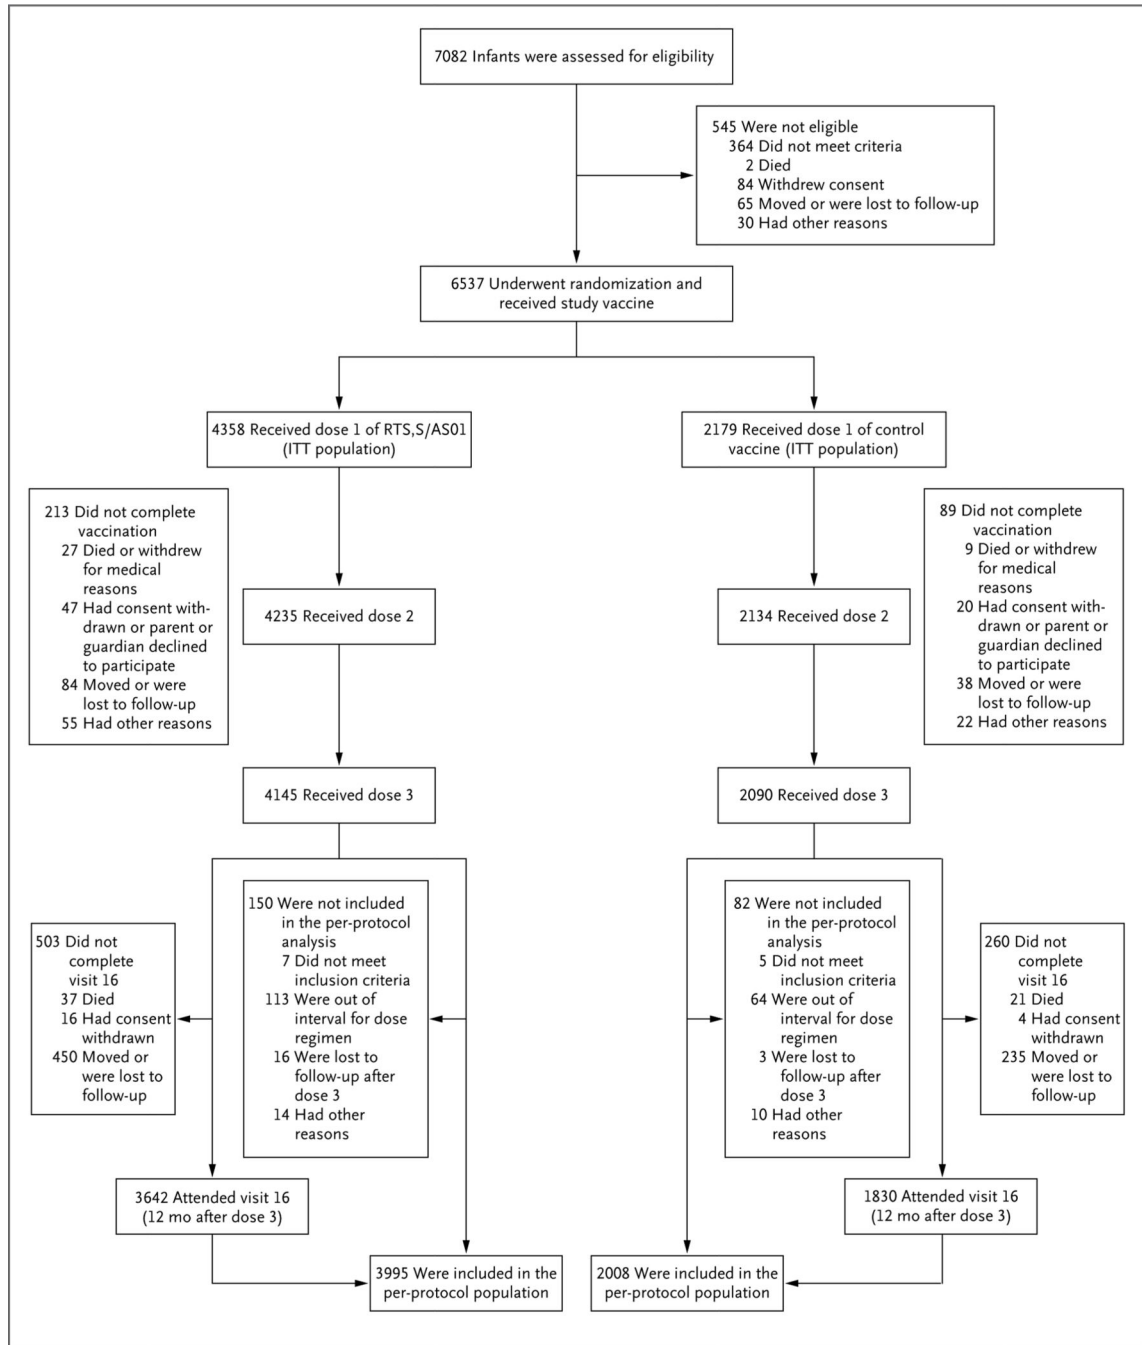 7082 Infants were assessed for eligibility
545 Were not eligible
364 Did not meet criteria
2 Died
84 Withdrew consent
65 Moved or were lost to follow-up
30 Had other reasons
6537 Underwent randomization and
received study vaccine
4358 Received dose 1 of RTS,S/AS01
(ITT population)
2179 Received dose 1 of control
vaccine (ITT population)
213 Did not complete
vaccination
27 Died or withdrew
for medical
reasons
47 Had consent with-
drawn or parent or
guardian declined
to participate
84 Moved or were
lost to follow-up
55 Had other reasons
4235 Received dose 2
2134 Received dose 2
89 Did not complete
vaccination
9 Died or withdrew
for medical
reasons
20 Had consent with-
drawn or parent or
guardian declined
to participate
38 Moved or were
lost to follow-up
22 Had other reasons
4145 Received dose 3
2090 Received dose 3
503 Did not
complete
visit 16
37 Died
16 Had consent
withdrawn
450 Moved or
were lost to
follow-up
150 Were not included
in the per-protocol
analysis
7 Did not meet
inclusion criteria
113 Were out of
interval for dose
regimen
16 Were lost to
follow-up after
dose 3
14 Had other
reasons
82 Were not included
in the per-protocol
analysis
5 Did not meet
inclusion criteria
64 Were out of
interval for dose
regimen
3 Were lost to
follow-up after
dose 3
10 Had other
reasons
260 Did not
complete
visit 16
21 Died
4 Had consent
withdrawn
235 Moved or
were lost to
follow-up
3642 Attended visit 16
(12 mo after dose 3)
1830 Attended visit 16
(12 mo after dose 3)
3995 Were included in the
per-protocol population
2008 Were included in the
per-protocol population